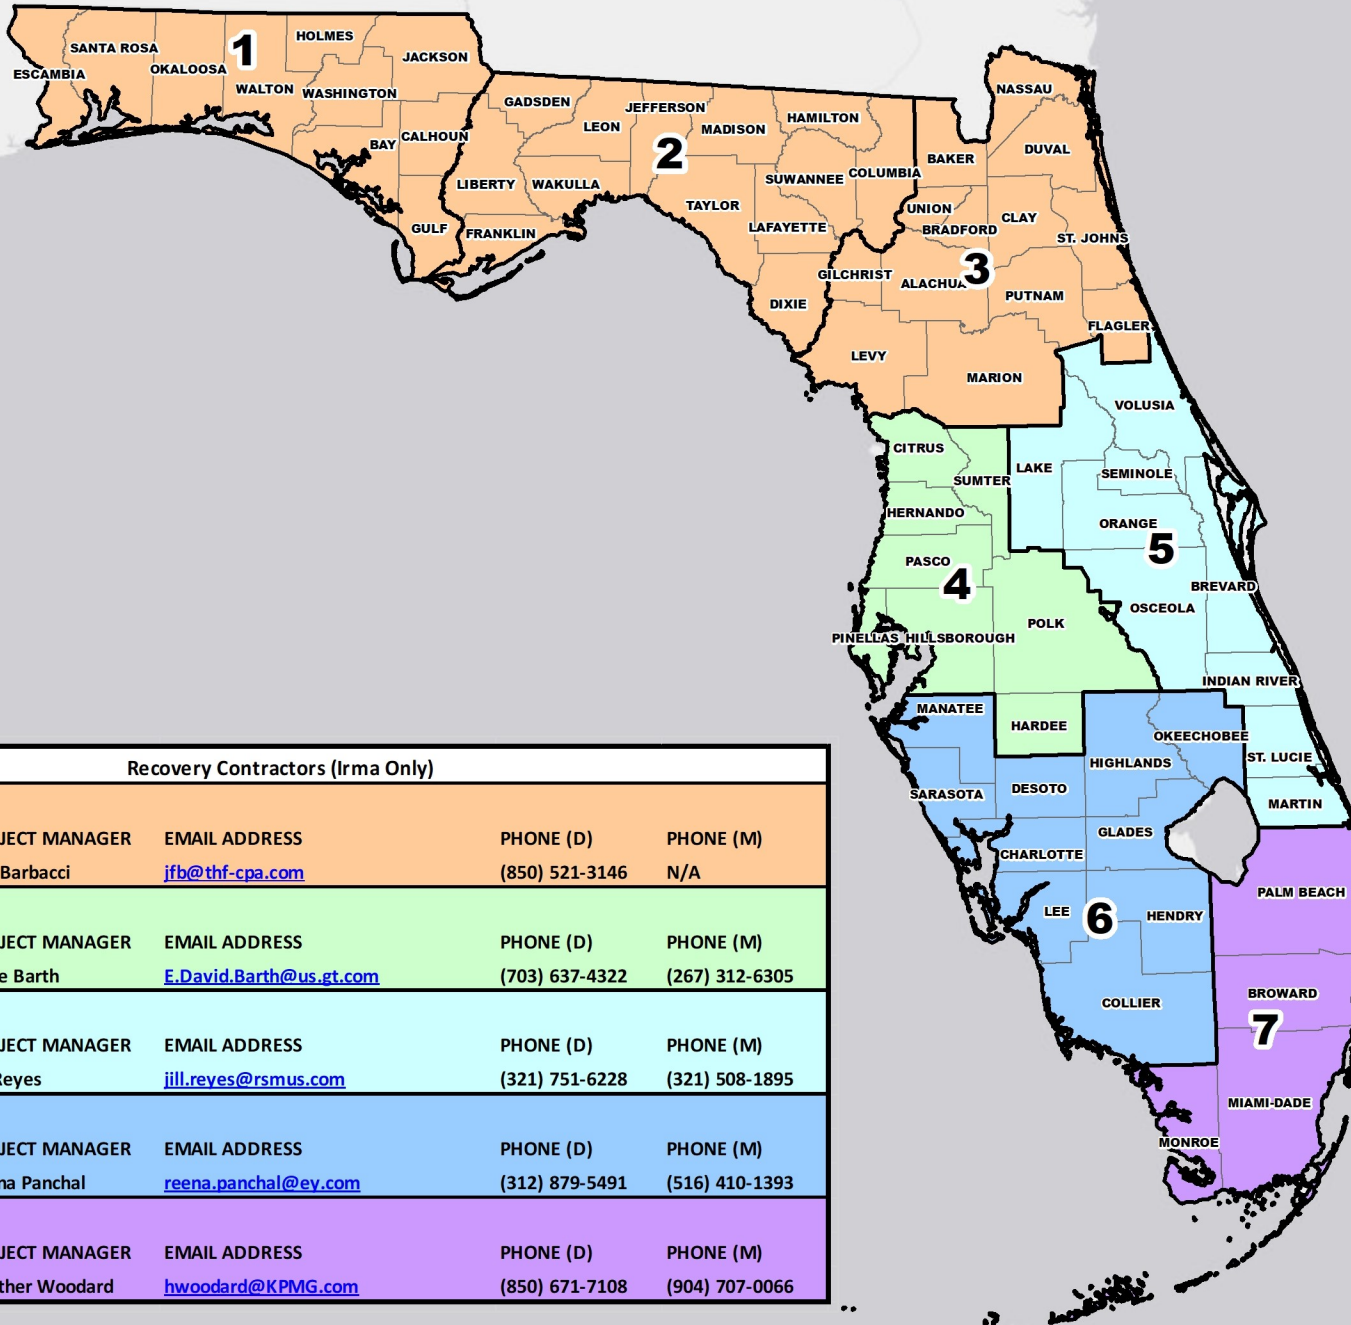 HOLMES
SANTA ROSA
1
JACKSON
ESCAMBIA
OKALOOSA
WALTON
WASHINGTON
BAY
CALHOUN
GULF
GADSDEN
JEFFERSON
LEON
MADISON
HAMILTON
2
LIBERTY
WAKULLA
SUWANNEE
COLUMBIA
TAYLOR
FRANKLIN
LAFAYETTE
DIXIE
NASSAU
BAKER
DUVAL
UNION
CLAY
BRADFORD
ST. JOHNS
GILCHRIST
ALACHUA
3
PUTNAM
FLAGLER
LEVY
MARION
CITRUS
SUMTER
HERNANDO
PASCO
4
POLK
PINELLAS
HILLSBOROUGH
HARDEE
VOLUSIA
LAKE
SEMINOLE
ORANGE
5
BREVARD
OSCEOLA
INDIAN RIVER
ST. LUCIE
MARTIN
MANATEE
OKEECHOBEE
HIGHLANDS
SARASOTA
DESOTO
GLADES
CHARLOTTE
LEE
6
HENDRY
COLLIER
PALM BEACH
BROWARD
7
MIAMI-DADE
MONROE
Recovery Contractors (Irma Only)
JECT MANAGER EMAIL ADDRESS PHONE (D) PHONE (M)
Barbacci jfb@thf-cpa.com (850) 521-3146 N/A
JECT MANAGER EMAIL ADDRESS PHONE (D) PHONE (M)
e Barth E.David.Barth@us.gt.com (703) 637-4322 (267) 312-6305
JECT MANAGER EMAIL ADDRESS PHONE (D) PHONE (M)
Reyes jill.reyes@rsmus.com (321) 751-6228 (321) 508-1895
JECT MANAGER EMAIL ADDRESS PHONE (D) PHONE (M)
na Panchal reena.panchal@ey.com (312) 879-5491 (516) 410-1393
JECT MANAGER EMAIL ADDRESS PHONE (D) PHONE (M)
ther Woodard hwoodard@KPMG.com (850) 671-7108 (904) 707-0066